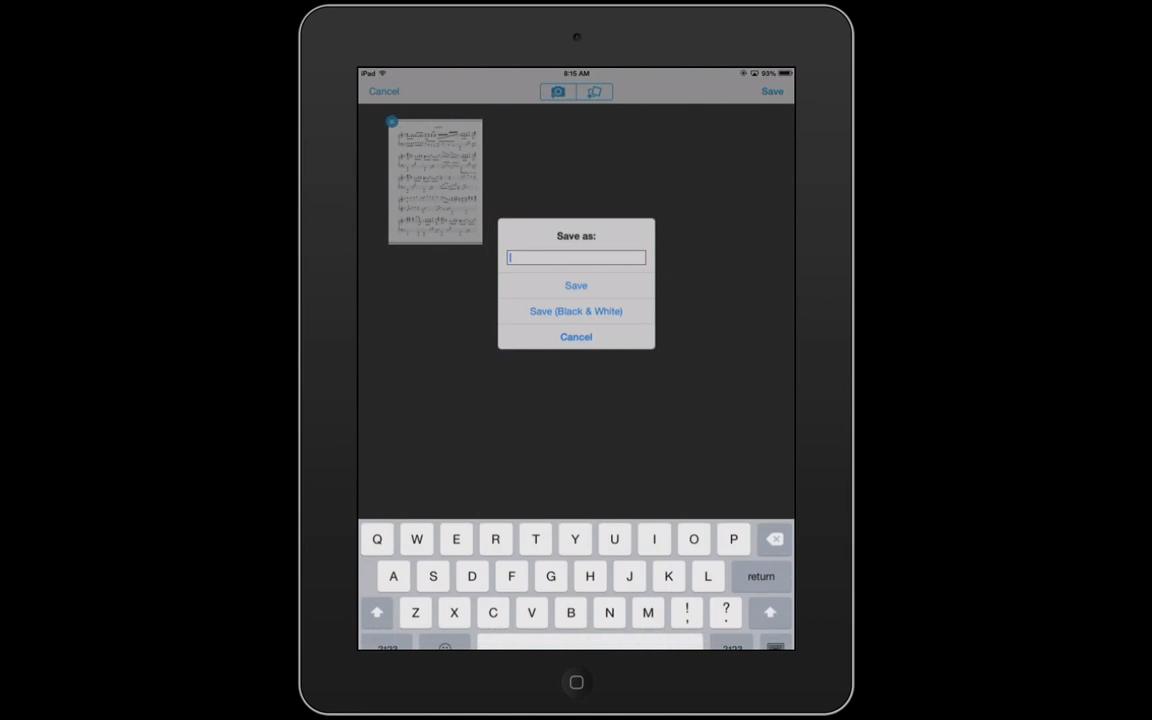 iPad 8:15 AM 93%
Cancel Save
Save as:
Save
Save (Black & White)
Cancel
Q W E R T Y U I O P
A S D F G H J K L return
Z X C V B N M ! , ? .